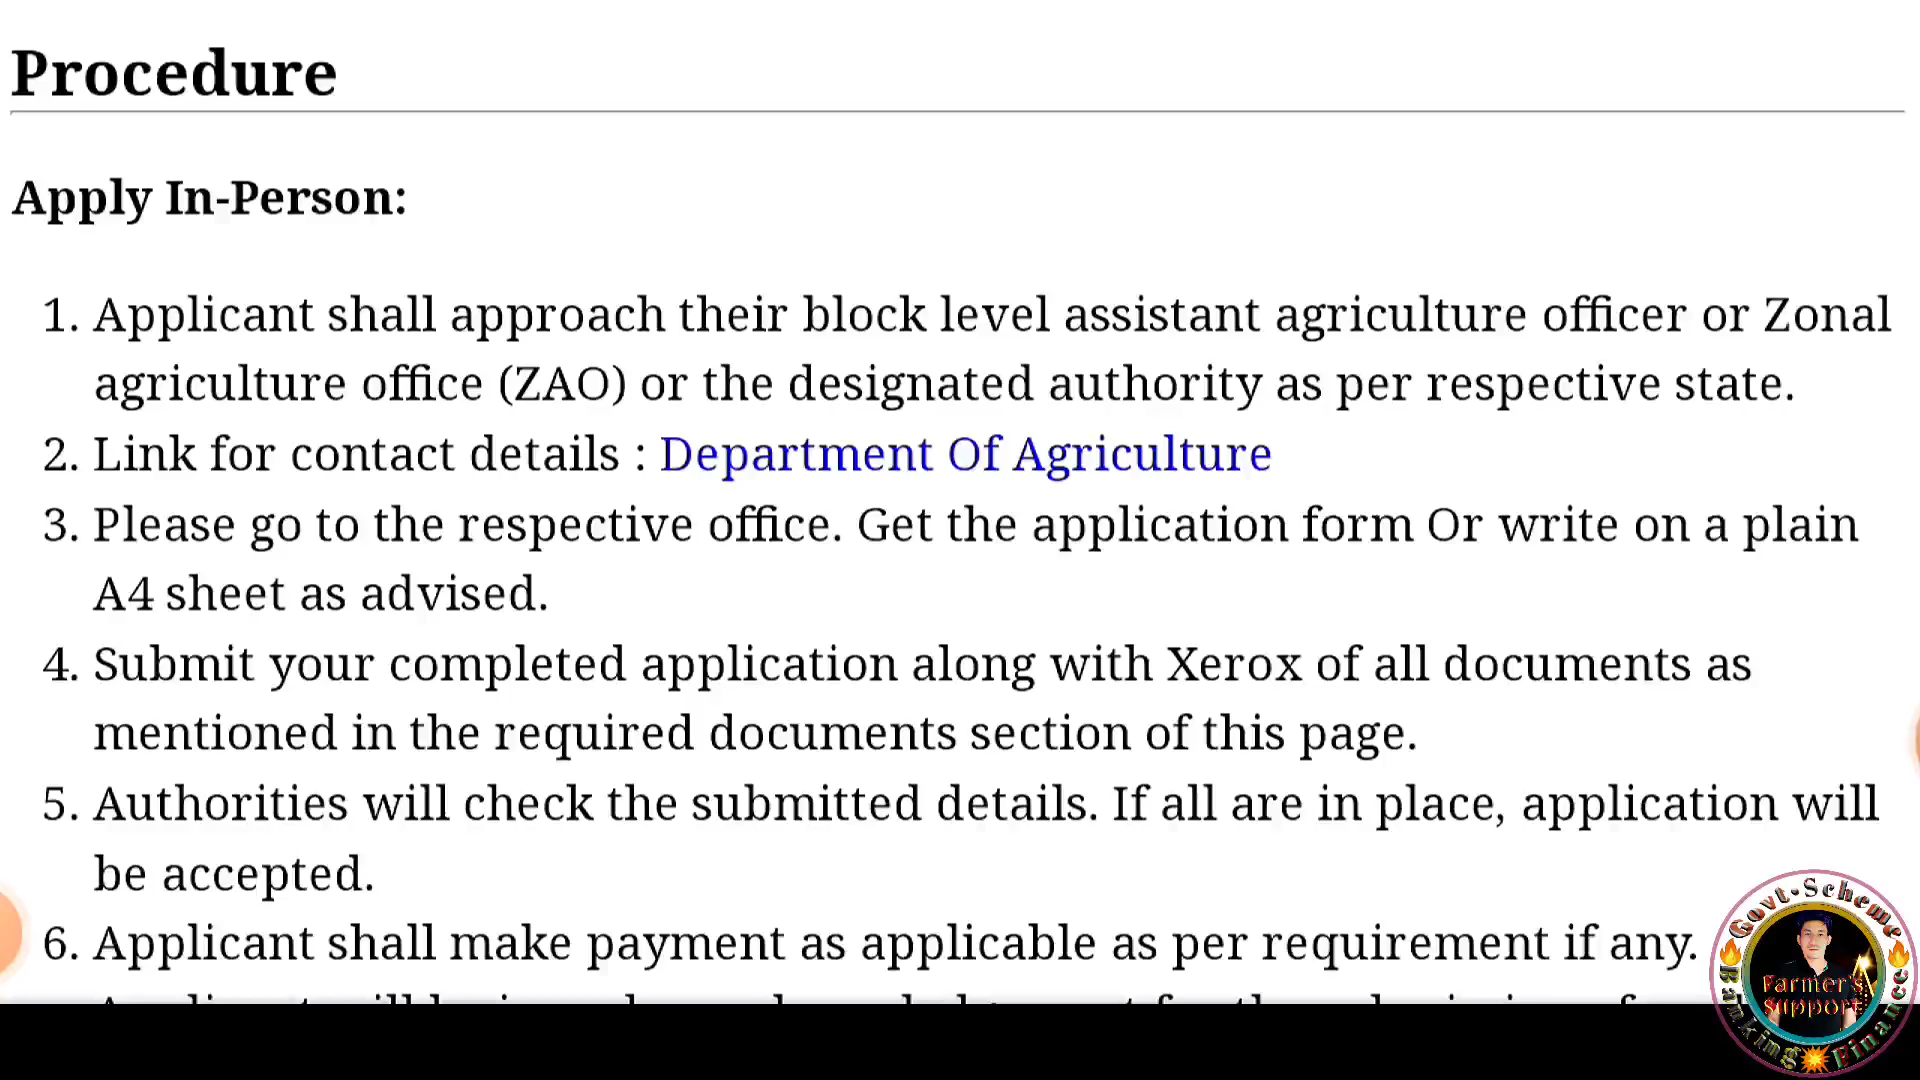 Procedure
Apply In-Person:
1. Applicant shall approach their block level assistant agriculture officer or Zonal
agriculture office (ZAO) or the designated authority as per respective state.
2. Link for contact details : Department Of Agriculture
3. Please go to the respective office. Get the application form Or write on a plain
A4 sheet as advised.
4. Submit your completed application along with Xerox of all documents as
mentioned in the required documents section of this page.
5. Authorities will check the submitted details. If all are in place, application will
be accepted.
6. Applicant shall make payment as applicable as per requirement if any.
Govt-Scheme
Farmer's
Support
Banking Finance